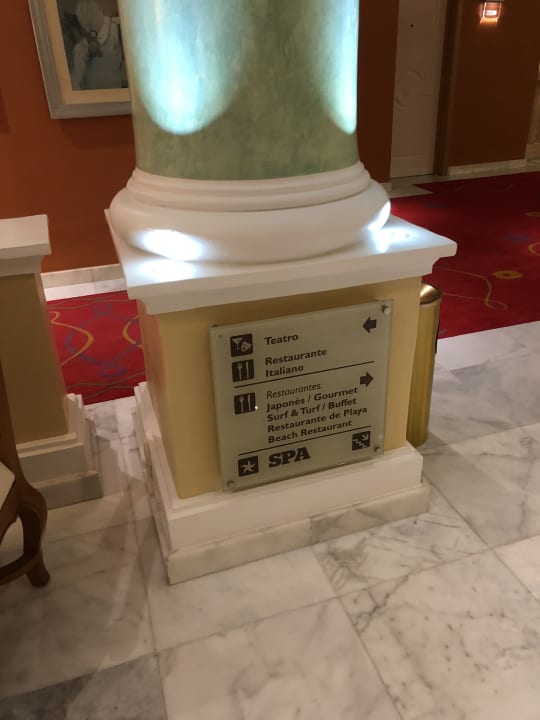 Teatro
Restaurante
Italiano
Restaurantes:
Japonés / Gourmet
Surf & Turf / Buffet
Restaurante de Playa
Beach Restaurant
SPA